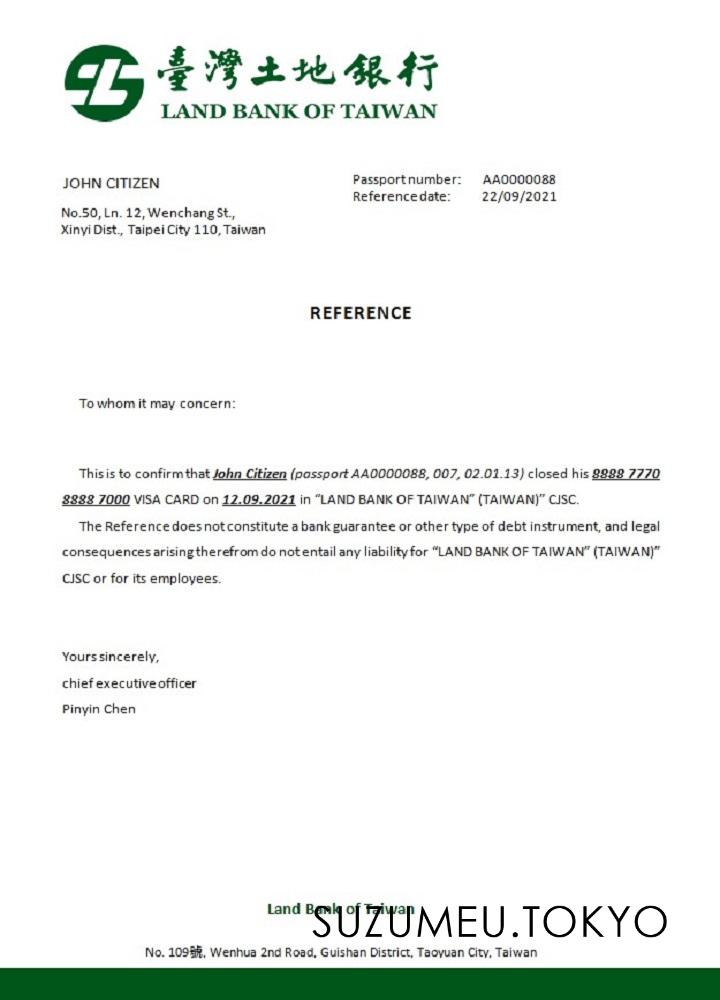 臺灣土地銀行
LAND BANK OF TAIWAN
JOHN CITIZEN
Passport number: AA0000088
Reference date: 22/09/2021
No.50, Ln. 12, Wenchang St.,
Xinyi Dist., Taipei City 110, Taiwan
REFERENCE
To whom it may concern:
This is to confirm that John Citizen (passport AA0000088, 007, 02.01.13) closed his 8888 7770
8888 7000 VISA CARD on 12.09.2021 in “LAND BANK OF TAIWAN” (TAIWAN)” CJSC.
The Reference does not constitute a bank guarantee or other type of debt instrument, and legal
consequences arising therefrom do not entail any liability for “LAND BANK OF TAIWAN” (TAIWAN)”
CJSC or for its employees.
Yours sincerely,
chief executive officer
Pinyin Chen
Land Bank of Taiwan
SUZUMEU.TOKYO
No. 109號, Wenhua 2nd Road, Guishan District, Taoyuan City, Taiwan